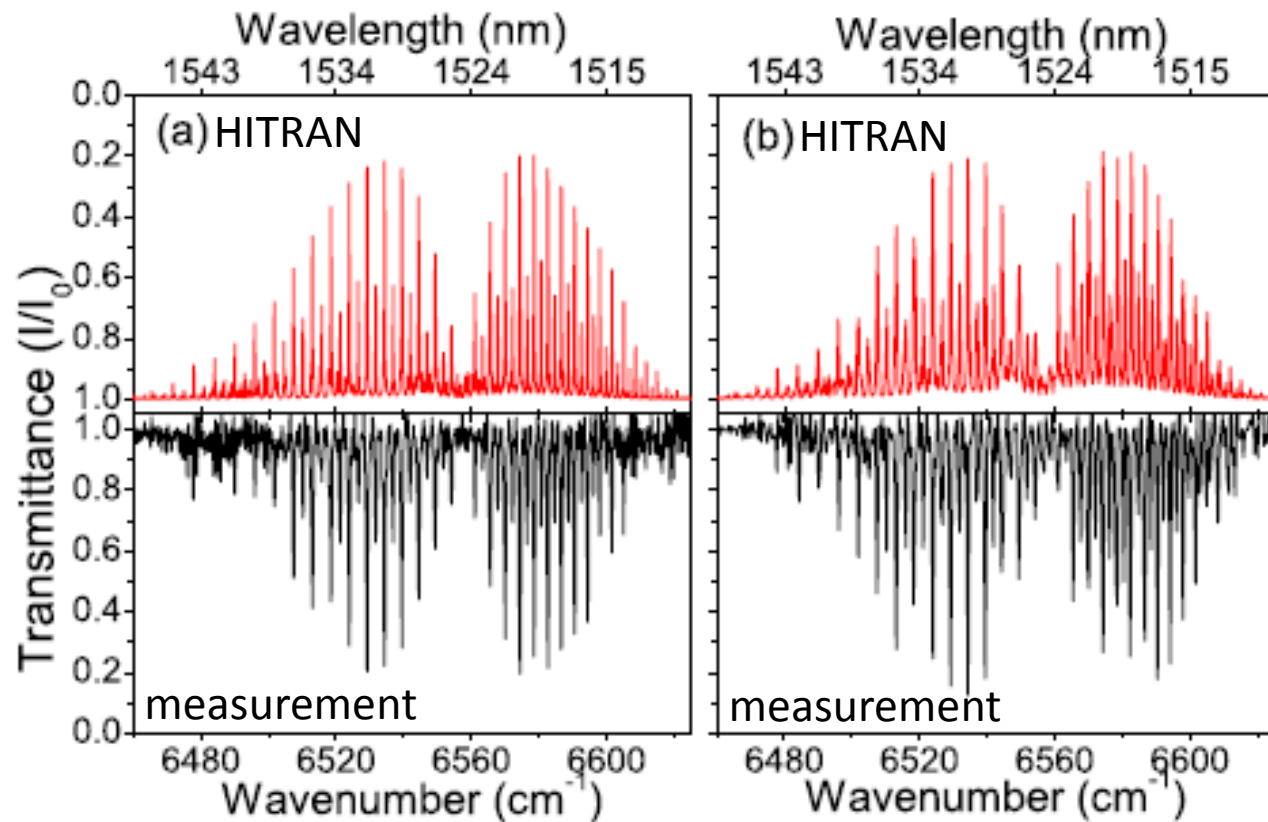 Wavelength (nm)
1543 1534 1524 1515
(a) HITRAN
0.0
0.2
0.4
0.6
0.8
1.0
1.0
0.8
0.6
0.4
0.2
0.0
Transmittance (I/I0)
measurement
6480 6520 6560 6600
Wavenumber (cm-1)
Wavelength (nm)
1543 1534 1524 1515
(b) HITRAN
measurement
6480 6520 6560 6600
Wavenumber (cm-1)